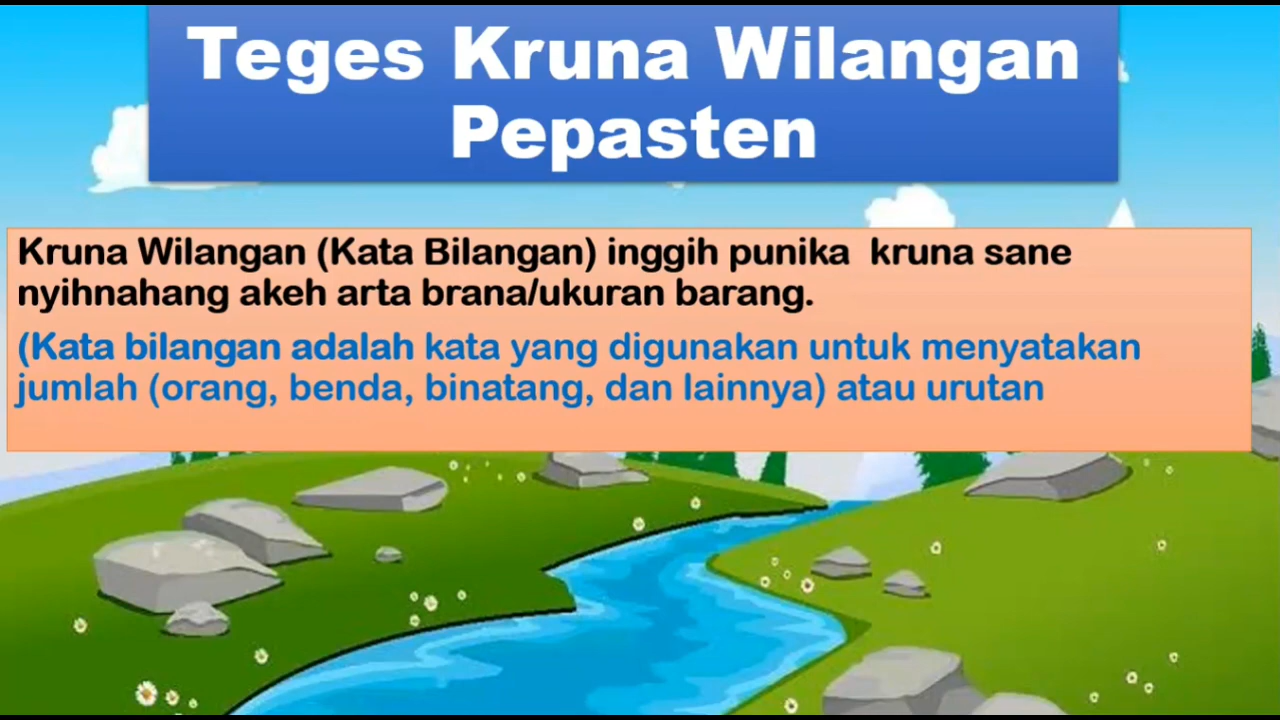 Teges Kruna Wilangan
Pepasten
Kruna Wilangan (Kata Bilangan) inggih punika kruna sane
nyihnahang akeh arta brana/ukuran barang.
(Kata bilangan adalah kata yang digunakan untuk menyatakan
jumlah (orang, benda, binatang, dan lainnya) atau urutan